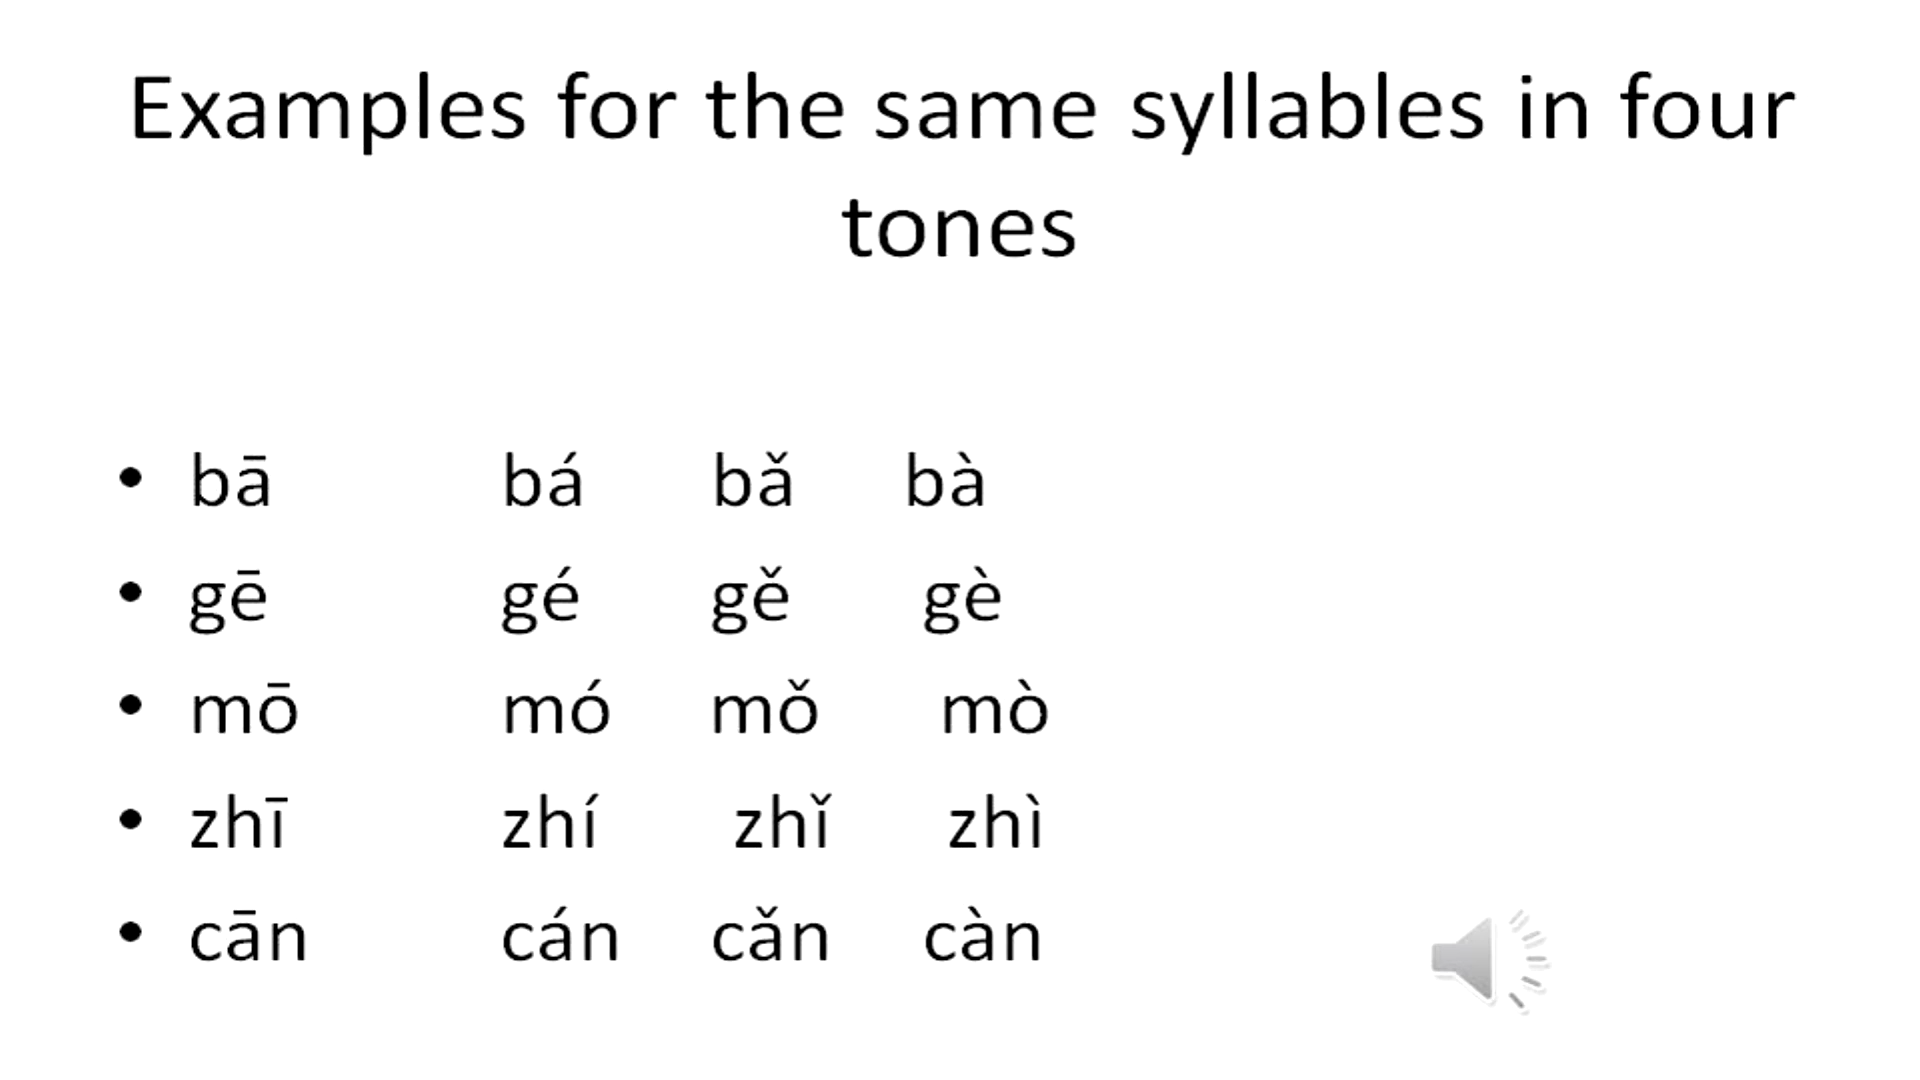 Examples for the same syllables in four
tones
• bā bá bǎ bà
• gē gé gě gè
• mō mó mǒ mò
• zhī zhí zhǐ zhì
• cān cán cǎn càn